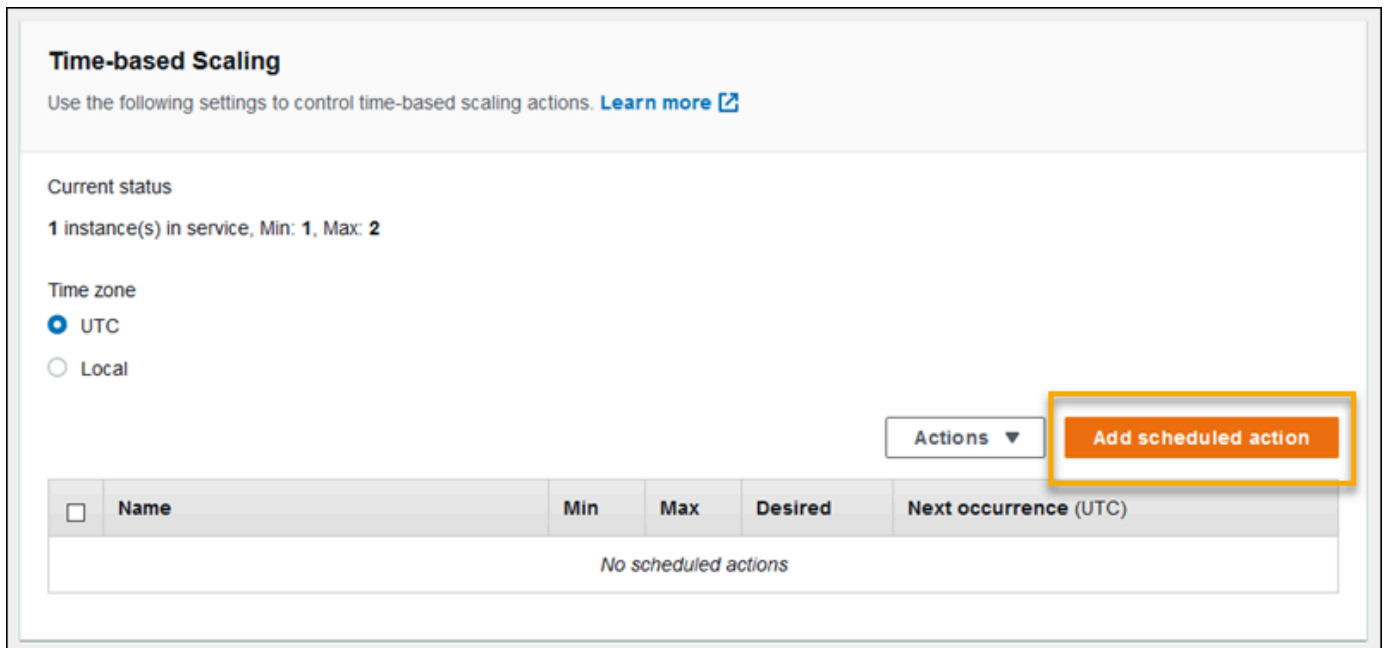 Time-based Scaling
Use the following settings to control time-based scaling actions. Learn more
Current status
1 instance(s) in service, Min: 1, Max: 2
Time zone
UTC
Local
Actions Add scheduled action
Name Min Max Desired Next occurrence (UTC)
No scheduled actions